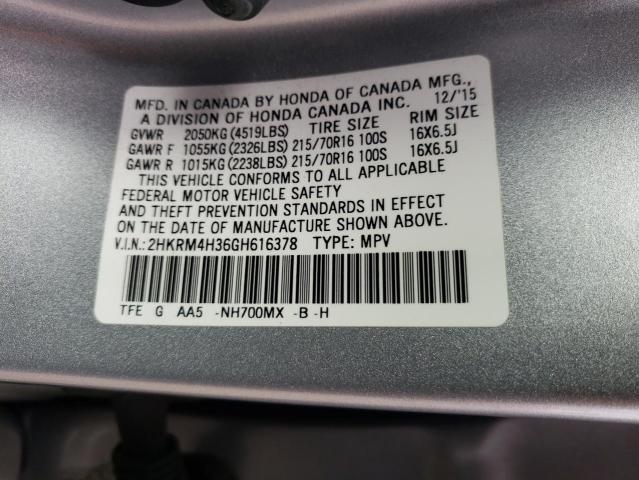 MFD. IN CANADA BY HONDA OF CANADA MFG.,
A DIVISION OF HONDA CANADA INC. 12/'15
GVWR 2050KG(4519LBS) TIRE SIZE RIM SIZE
GAWR F 1055KG(2326LBS) 215/70R16 100S 16X6.5J
GAWR R 1015KG(2238LBS) 215/70R16 100S 16X6.5J
THIS VEHICLE CONFORMS TO ALL APPLICABLE
FEDERAL MOTOR VEHICLE SAFETY
AND THEFT PREVENTION STANDARDS IN EFFECT
ON THE DATE OF MANUFACTURE SHOWN ABOVE.
V.I.N.: 2HKRM4H36GH616378 TYPE: MPV
TFE G AA5 -NH700MX -B -H